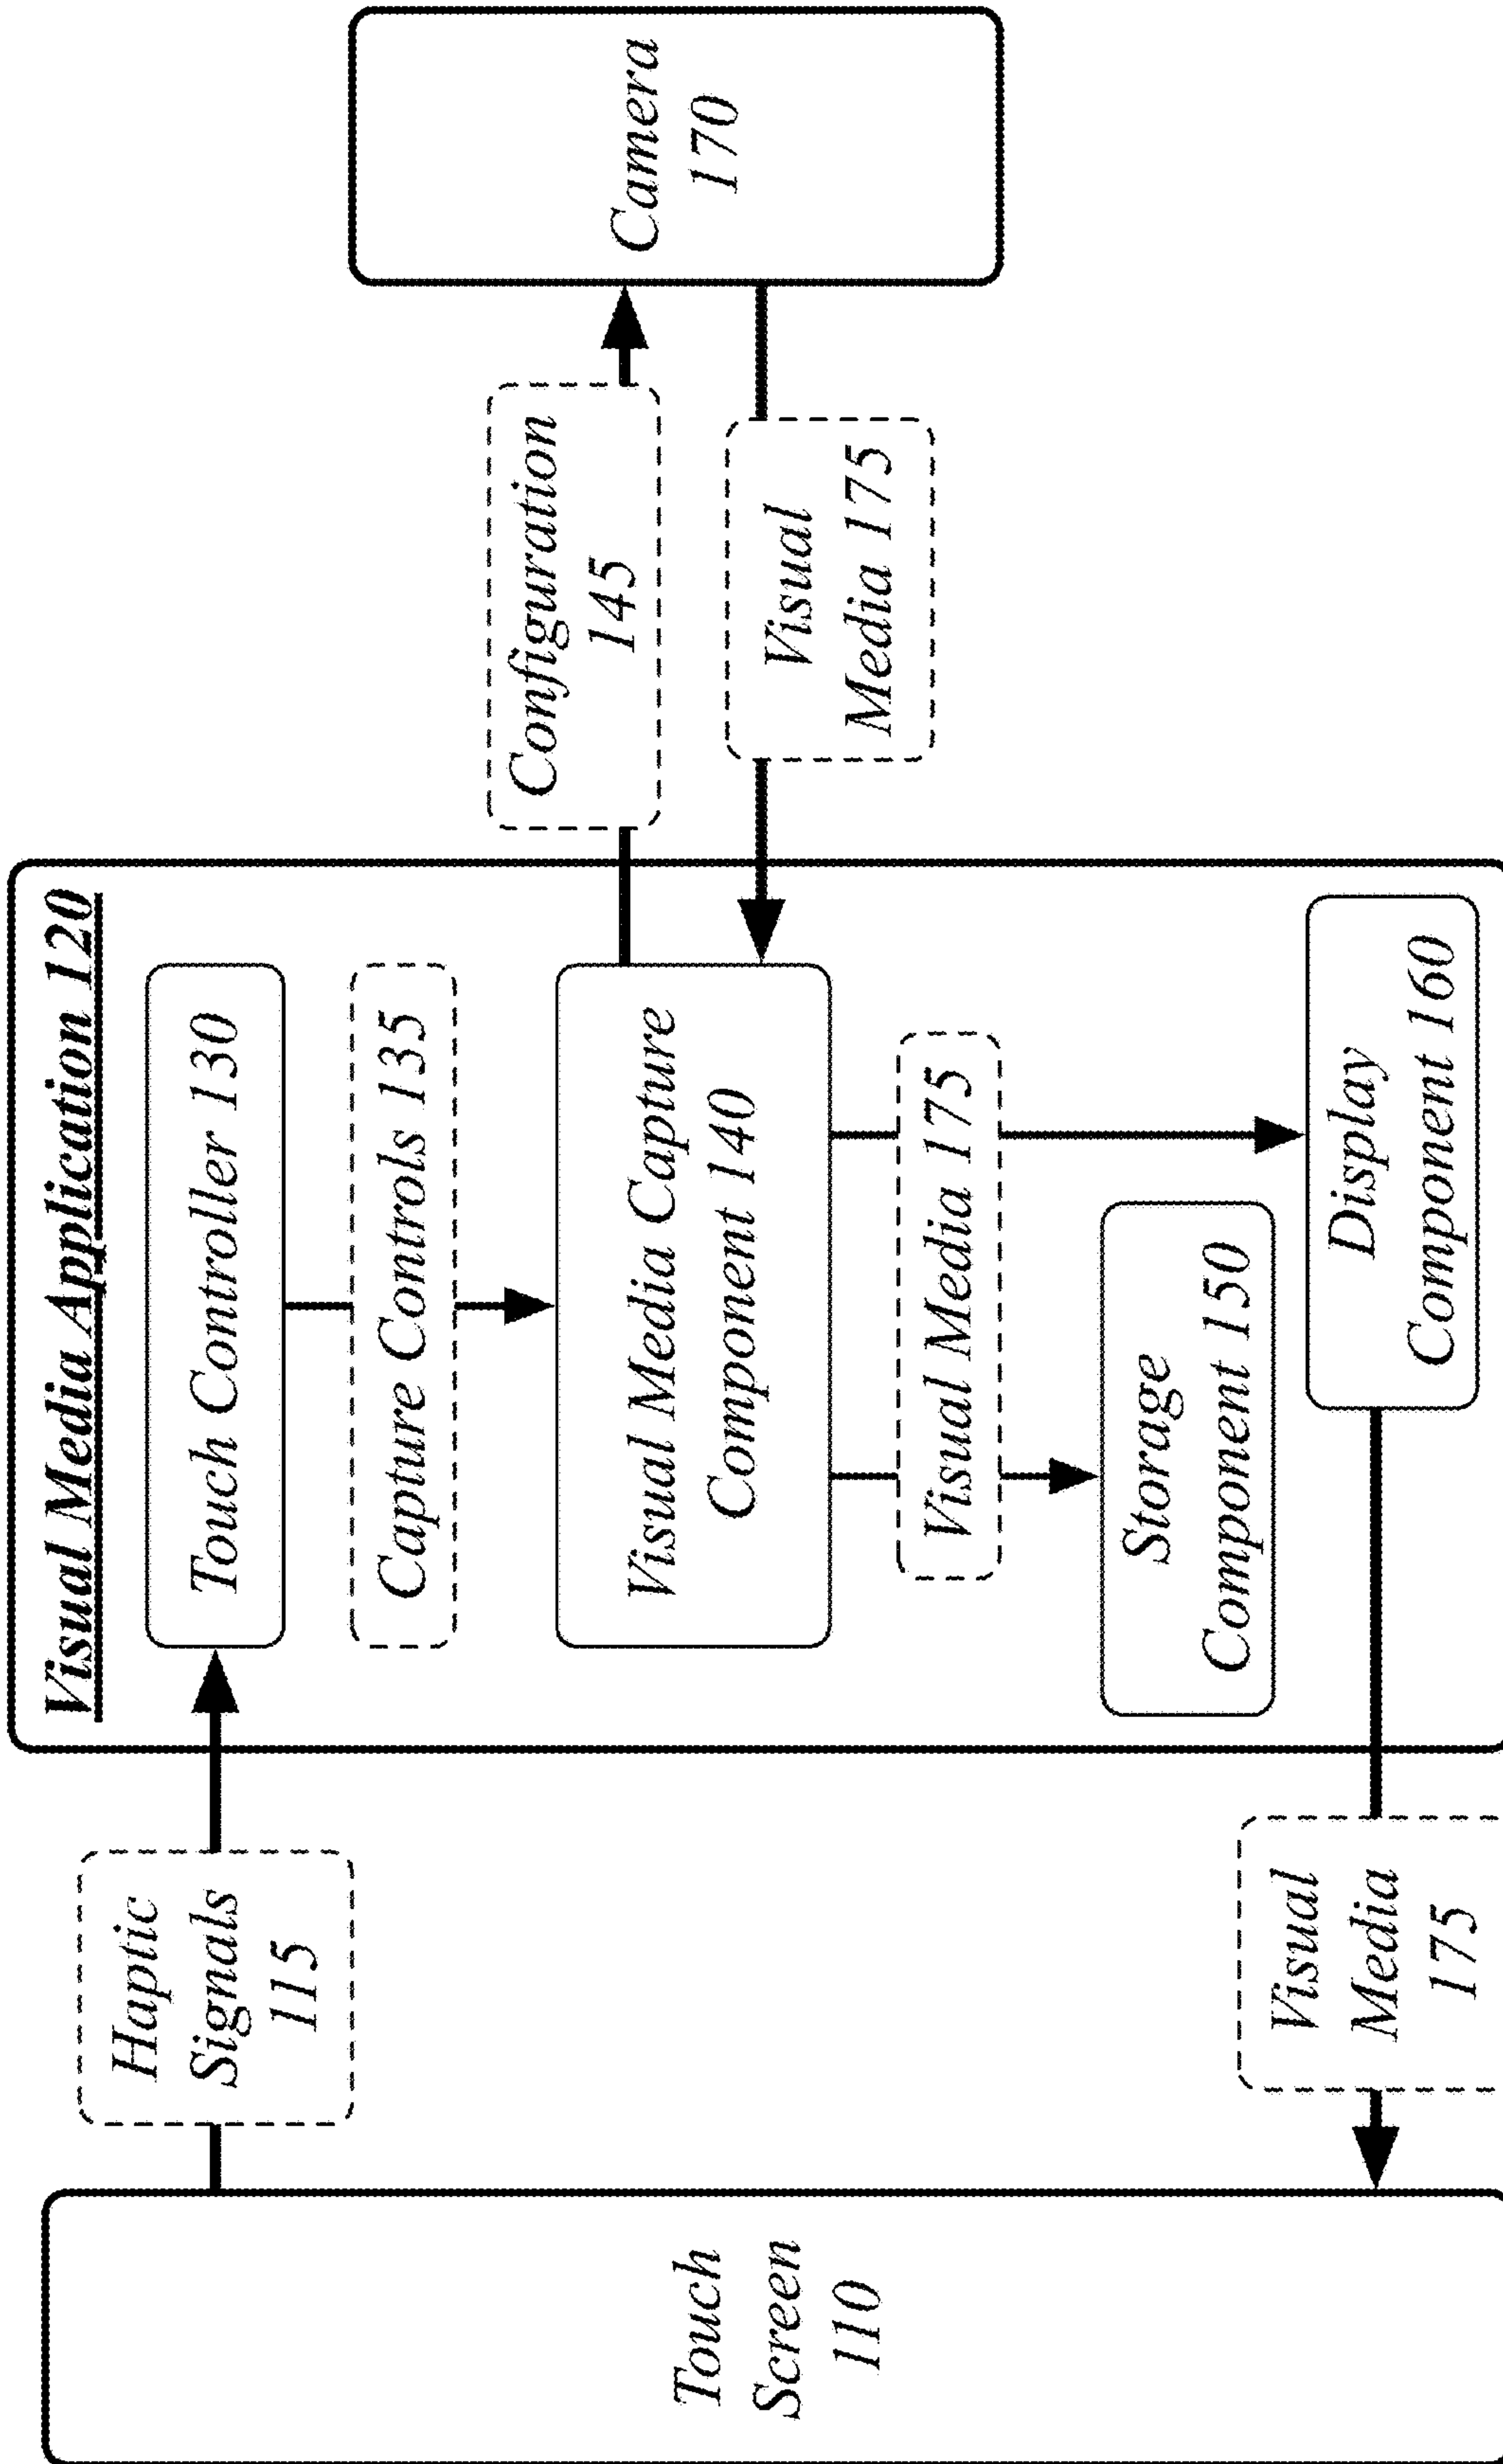 Touch
Screen
110
Haptic
Signals
115
Visual
Media
175
Visual Media Application 120
Touch Controller 130
Capture Controls 135
Visual Media Capture
Component 140
Visual Media 175
Storage
Component 150
Display
Component 160
Configuration
145
Visual
Media 175
Camera
170